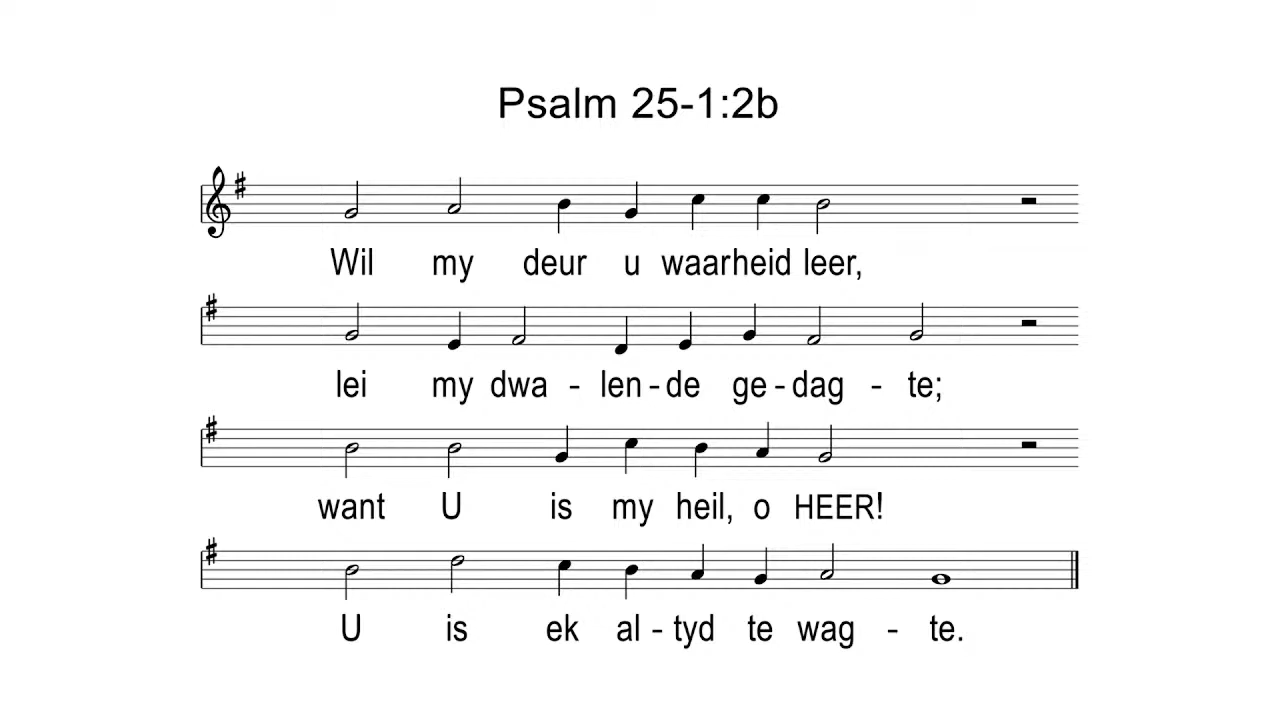 Psalm 25-1:2b
Wil my deur u waarheid leer,
lei my dwa - len - de ge - dag - te;
want U is my heil, o HEER!
U is ek al - tyd te wag - te.